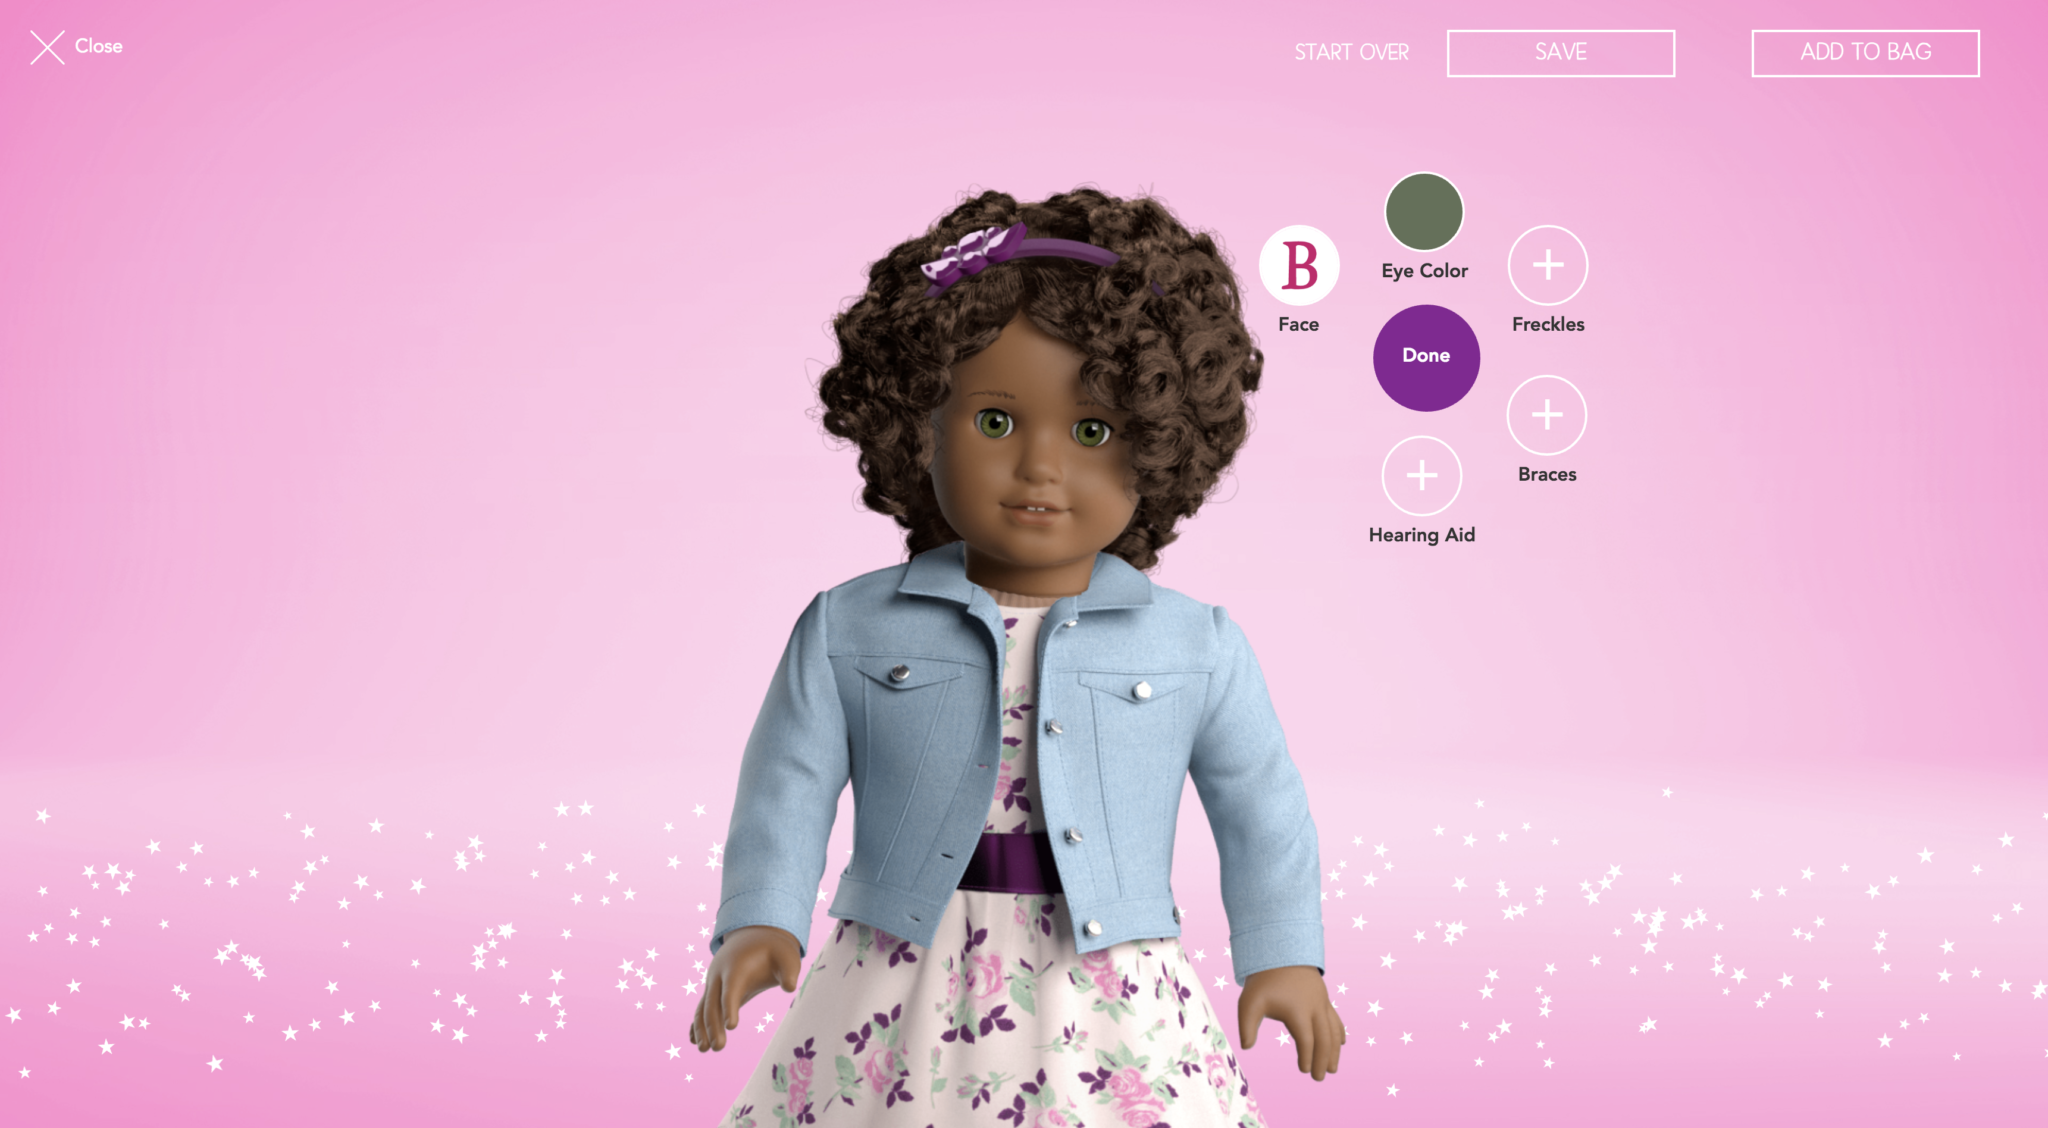 Close
START OVER
SAVE
ADD TO BAG
B
Face
Eye Color
Freckles
Done
Braces
Hearing Aid